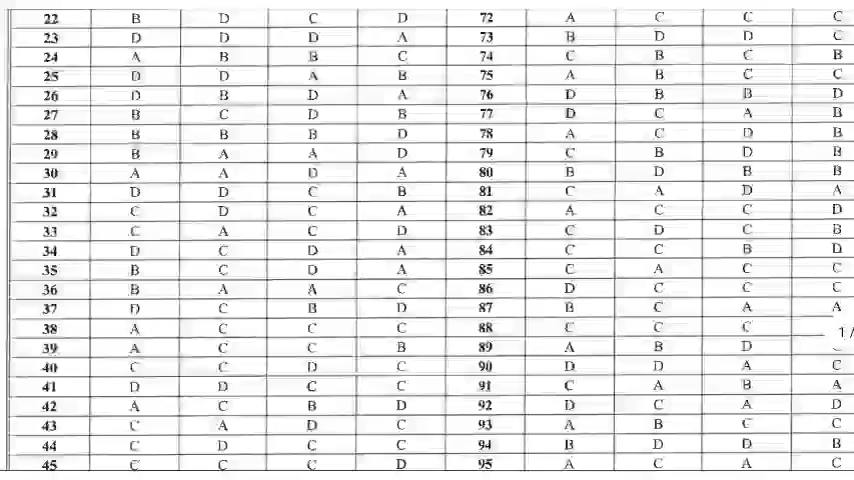 22 B D C D 72 A C C C
23 D D D A 73 B D D C
24 A B B C 74 C B C B
25 D D A B 75 A B C C
26 D B D A 76 D B B D
27 B C D B 77 D C A B
28 B B B D 78 A C D B
29 B A A D 79 C B D B
30 A A D A 80 B D B B
31 D D C B 81 C A D A
32 C D C A 82 A C C D
33 C A C D 83 C D C B
34 D C D A 84 C C B D
35 B C D A 85 C A C C
36 B A A C 86 D C C C
37 D C B D 87 B C A A
38 A C C C 88 C C C
39 A C C B 89 A B D
1/
40 C C D C 90 D D A C
41 D D C C 91 C A B A
42 A C B D 92 D C A D
43 C A D C 93 A B C C
44 C D C C 94 B D D B
45 C C C D 95 A C A C